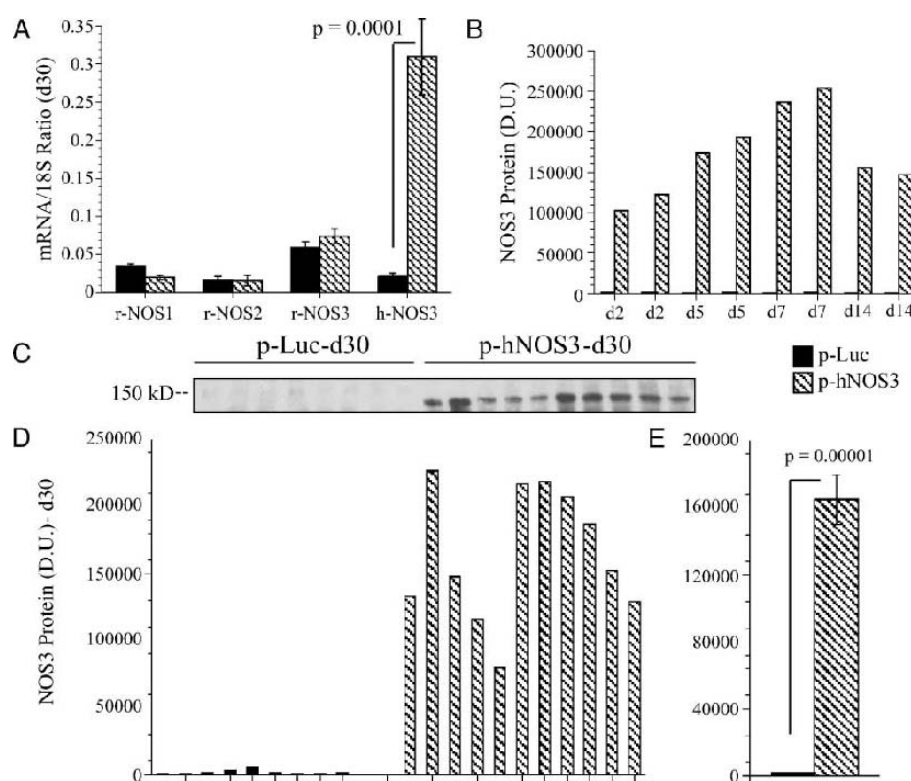 A
p = 0.0001
mRNA/18S Ratio (d30)
0.35
0.3
0.25
0.2
0.15
0.1
0.05
0
r-NOS1 r-NOS2 r-NOS3 h-NOS3
B
NOS3 Protein (D.U.)
300000
250000
200000
150000
100000
50000
0
d2 d2 d5 d5 d7 d7 d14 d14
C
p-Luc-d30 p-hNOS3-d30
150 kD--
p-Luc
p-hNOS3
D
NOS3 Protein (D.U.)- d30
250000
200000
150000
100000
50000
0
E
p = 0.00001
200000
160000
120000
80000
40000
0